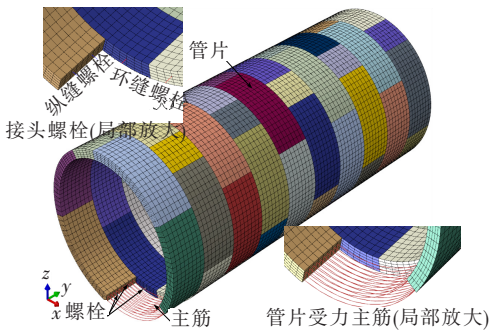 管片
纵缝螺栓
环缝螺栓
接头螺栓(局部放大)
z
y
x
螺栓
主筋
管片受力主筋(局部放大)